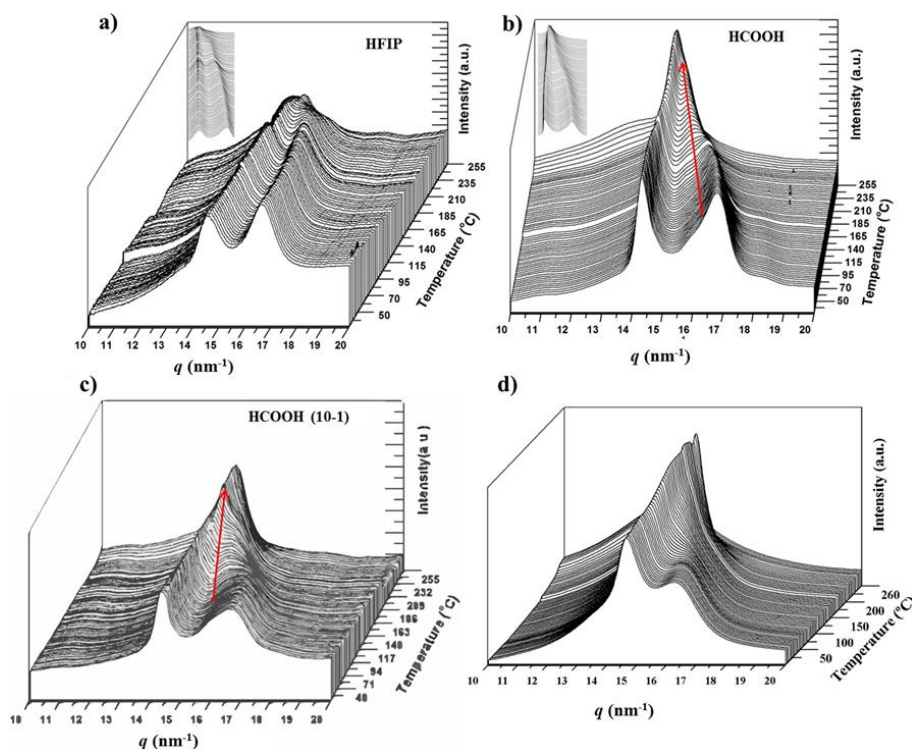 a)
HFIP
Intensity (a.u.)
255
235
210
185
165
140
115
95
70
50
Temperature (°C)
10 11 12 13 14 15 16 17 18 19 20
q (nm⁻¹)
b)
HCOOH
Intensity (a.u.)
255
235
210
185
165
140
115
95
70
50
Temperature (°C)
10 11 12 13 14 15 16 17 18 19 20
q (nm⁻¹)
c)
HCOOH (10-1)
Intensity(a u )
255
232
209
186
163
140
117
94
71
48
Temperature (°C)
10 11 12 13 14 15 16 17 18 19 20
q (nm⁻¹)
d)
Intensity (a.u.)
260
200
150
100
50
Temperature (°C)
10 11 12 13 14 15 16 17 18 19 20
q (nm⁻¹)